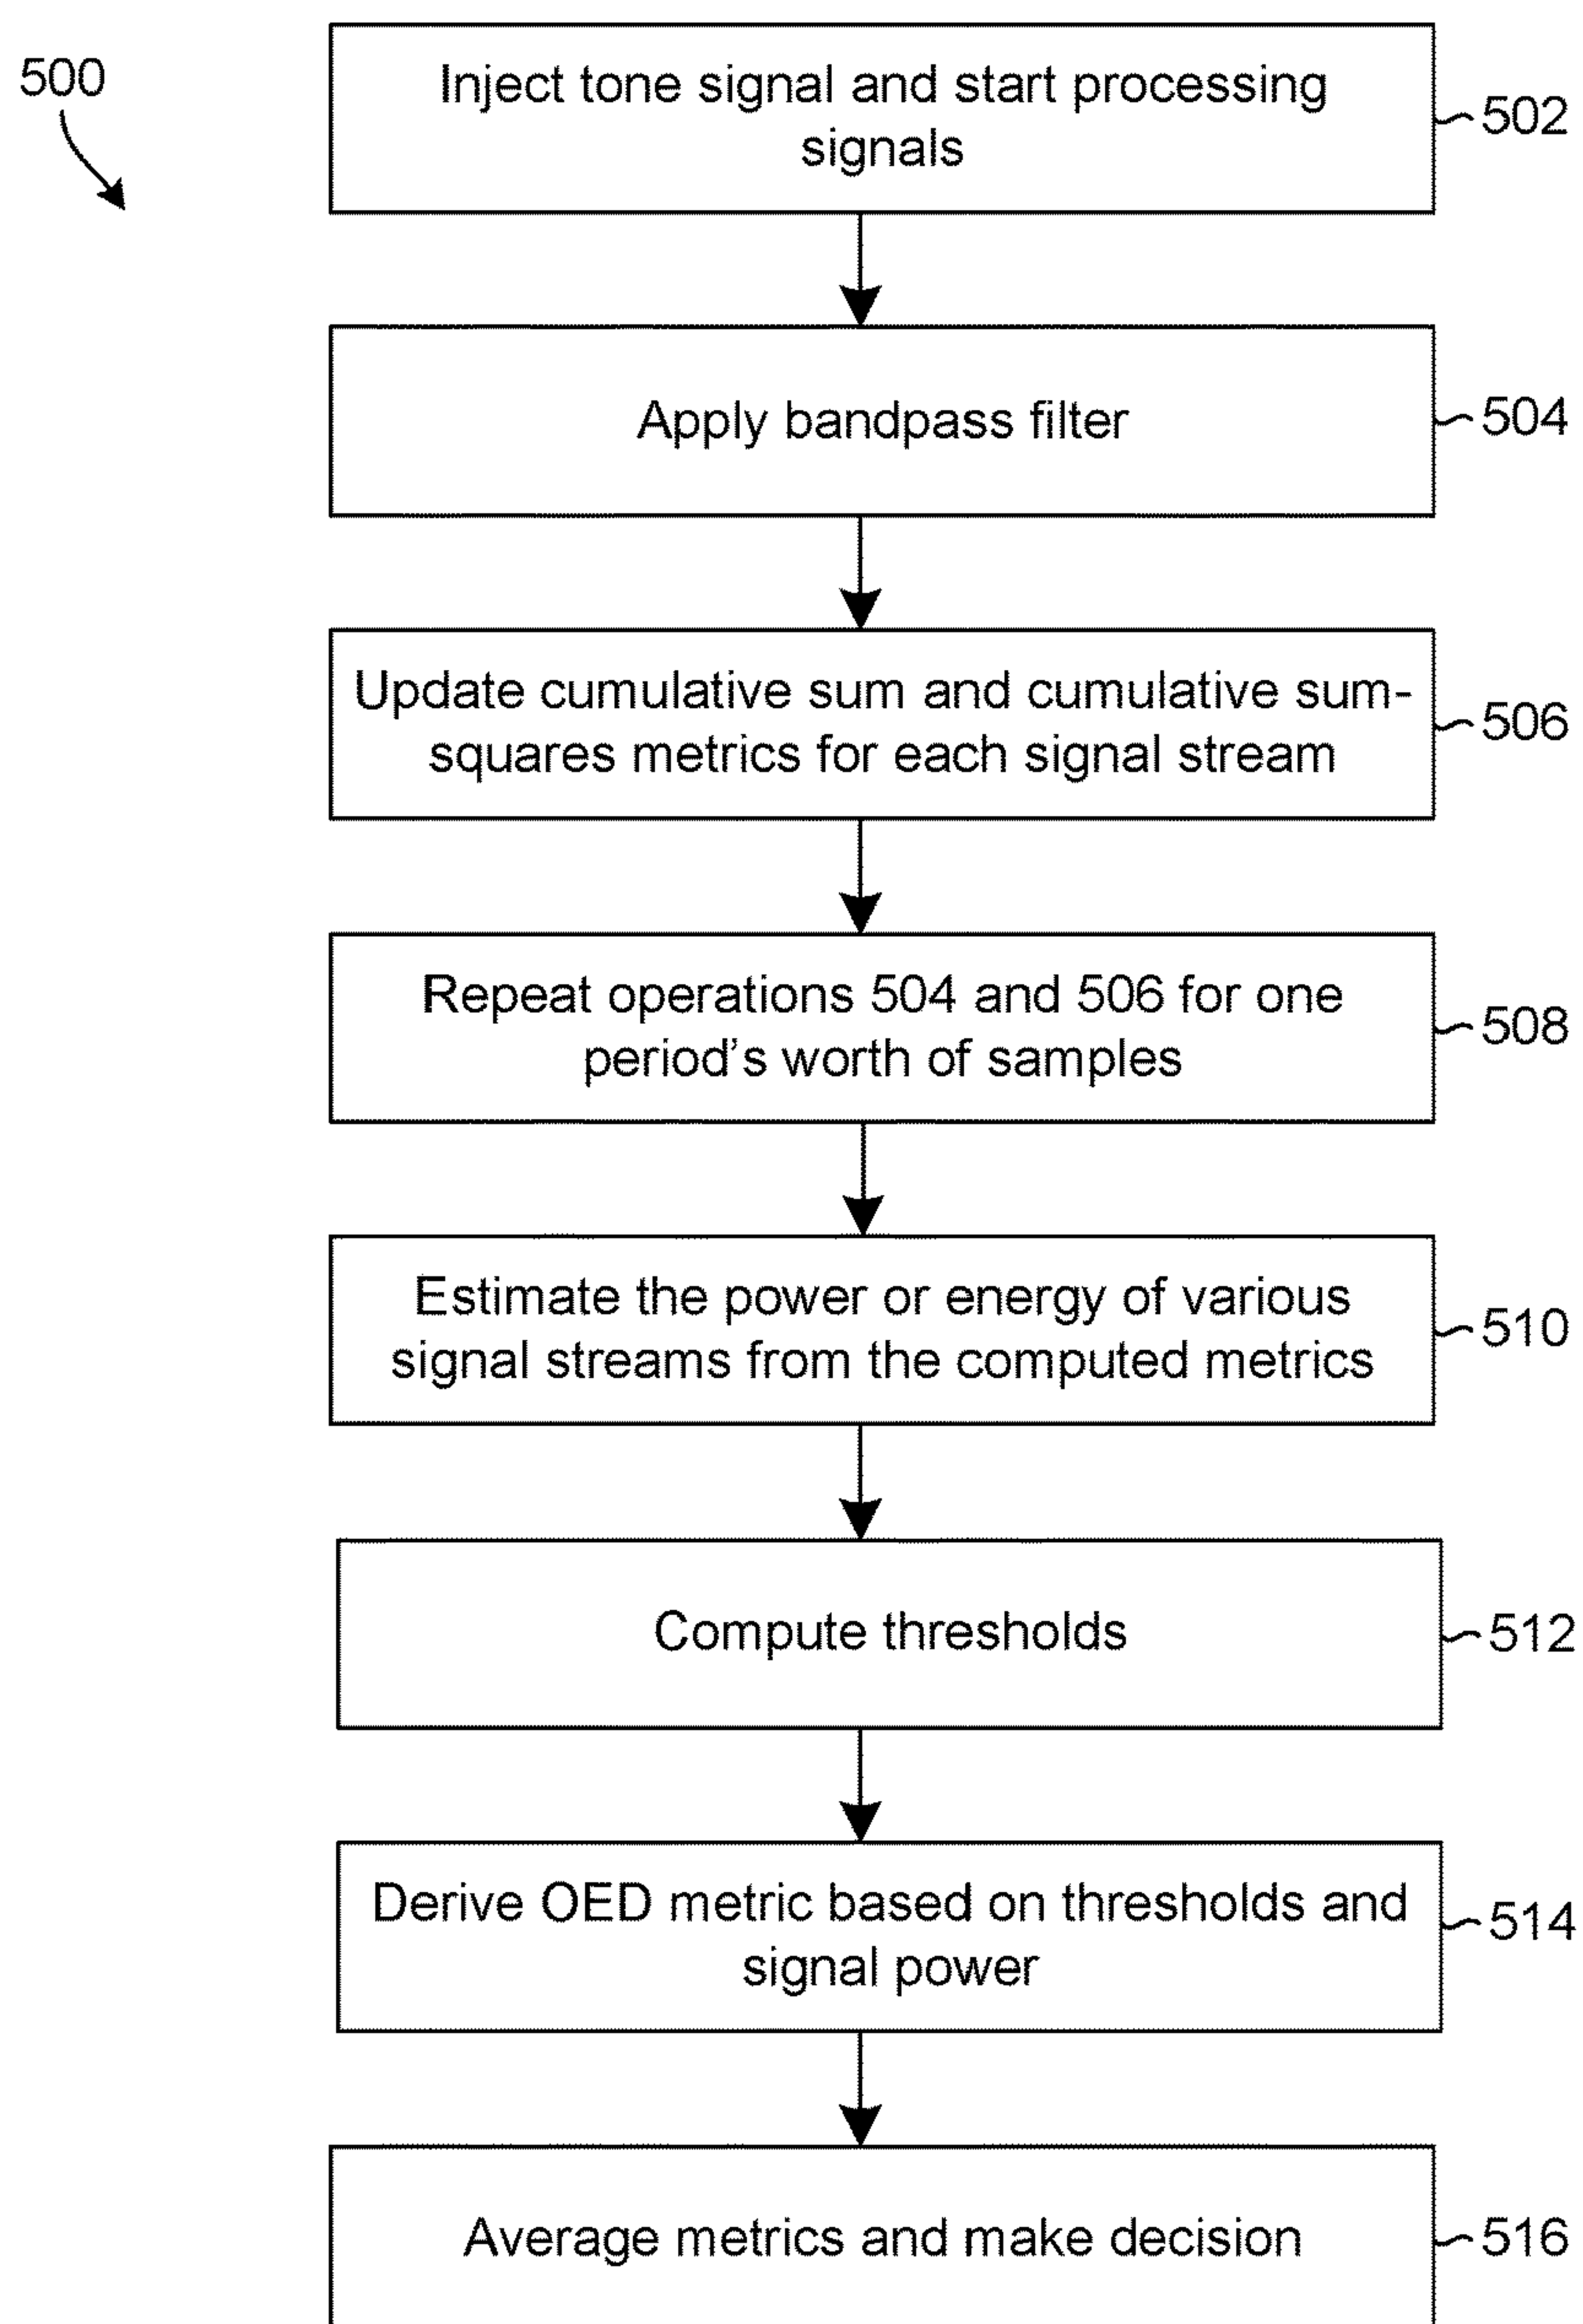 500
Inject tone signal and start processing
signals
502
Apply bandpass filter
504
Update cumulative sum and cumulative sum-
squares metrics for each signal stream
506
Repeat operations 504 and 506 for one
period’s worth of samples
508
Estimate the power or energy of various
signal streams from the computed metrics
510
Compute thresholds
512
Derive OED metric based on thresholds and
signal power
514
Average metrics and make decision
516